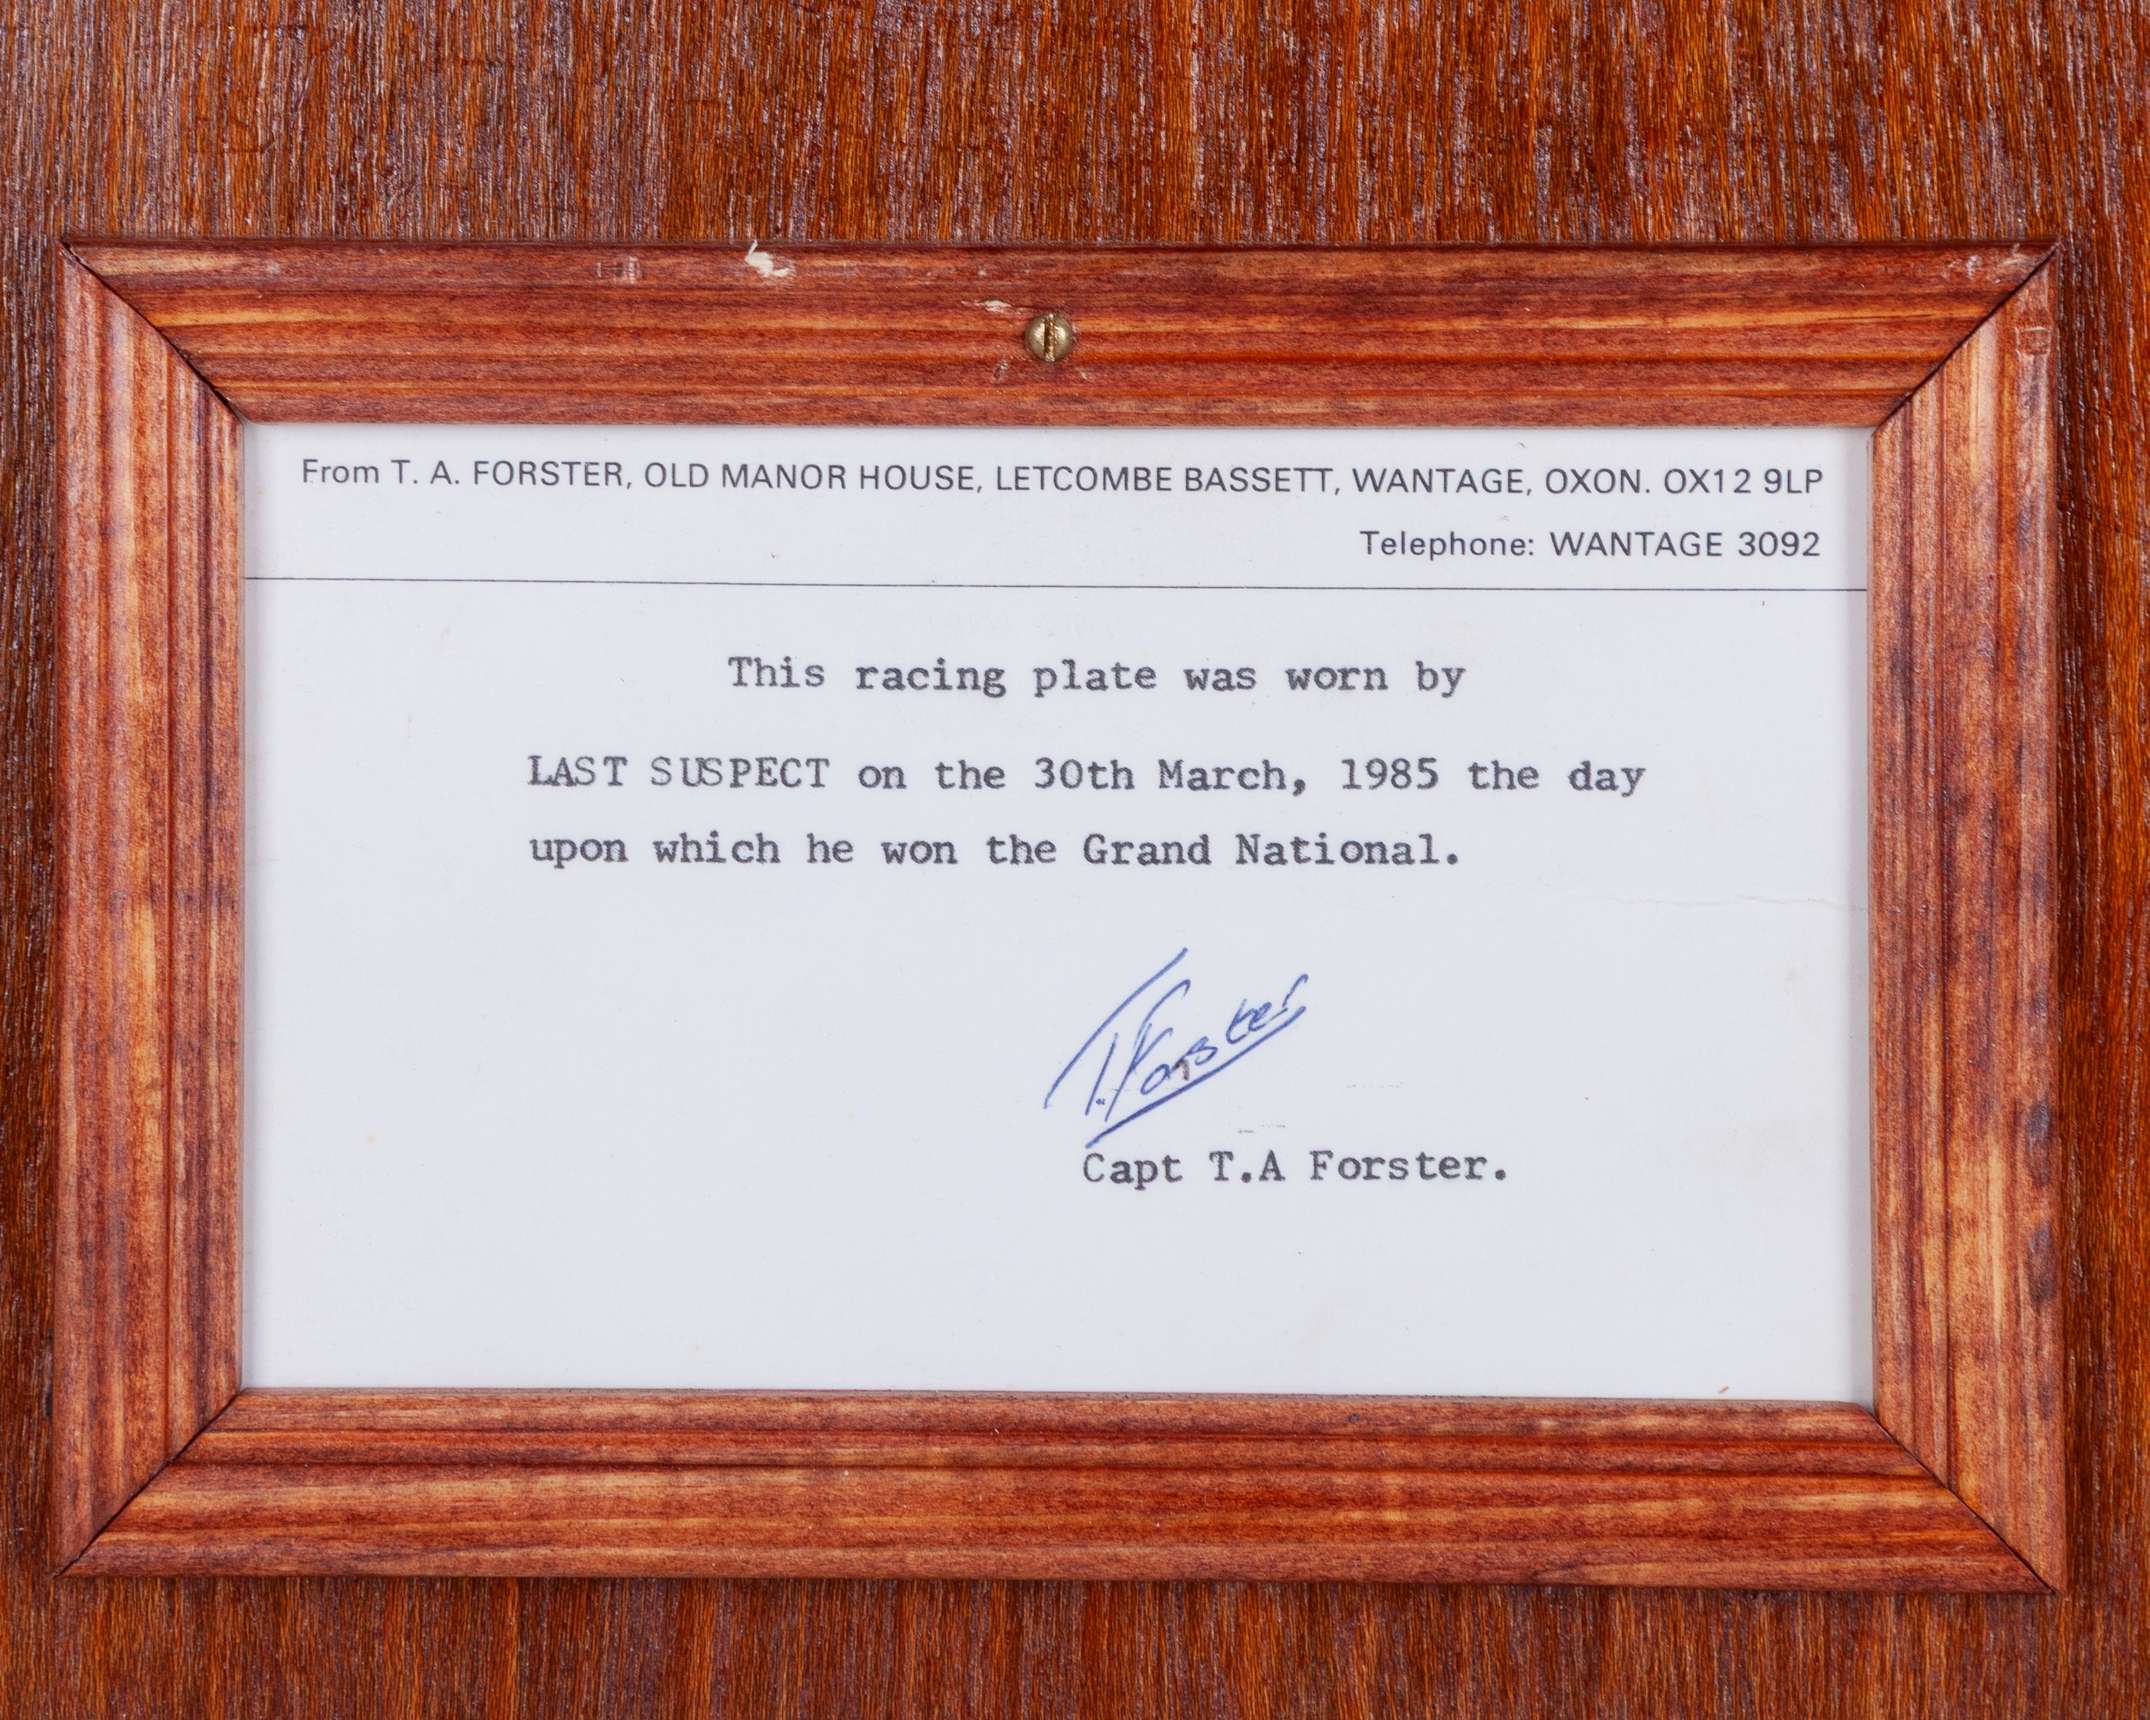 From T. A. FORSTER, OLD MANOR HOUSE, LETCOMBE BASSETT, WANTAGE, OXON. OX12 9LP
Telephone: WANTAGE 3092
This racing plate was worn by
LAST SUSPECT on the 30th March, 1985 the day
upon which he won the Grand National.
T. Forster
Capt T.A Forster.